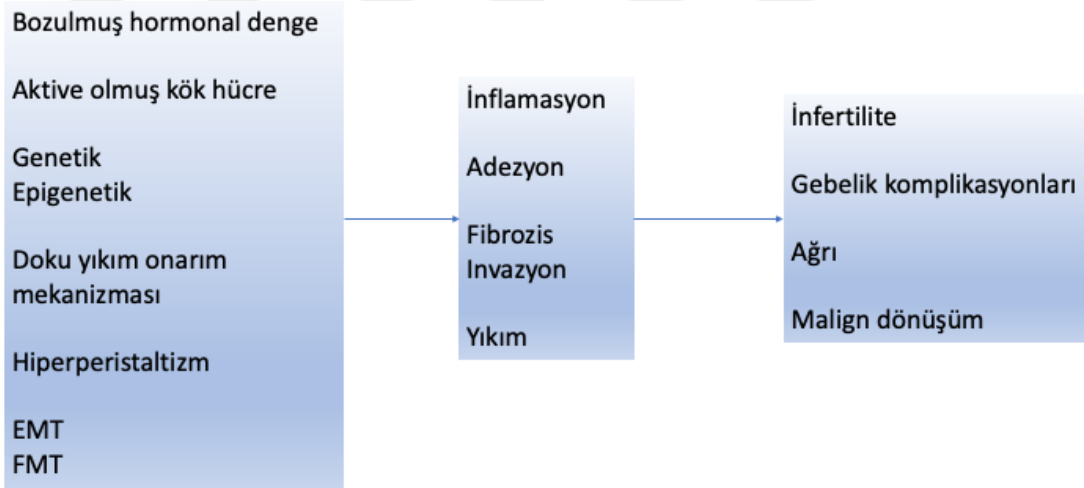 Bozulmuş hormonal denge
Aktive olmuş kök hücre
Genetik
Epigenetik
Doku yıkım onarım
mekanizması
Hiperperistaltizm
EMT
FMT
İnflamasyon
Adezyon
Fibrozis
Invazyon
Yıkım
İnfertilite
Gebelik komplikasyonları
Ağrı
Malign dönüşüm